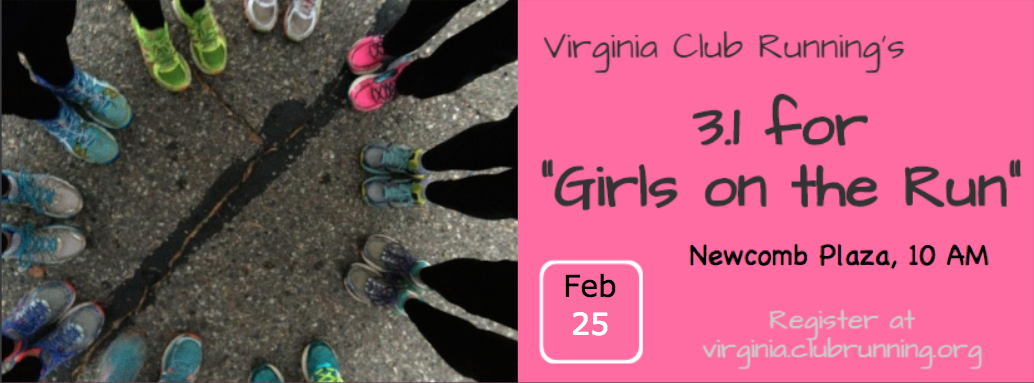 Virginia Club Running's
3.1 for
"Girls on the Run"
Newcomb Plaza, 10 AM
Feb
25
Register at
virginia.clubrunning.org